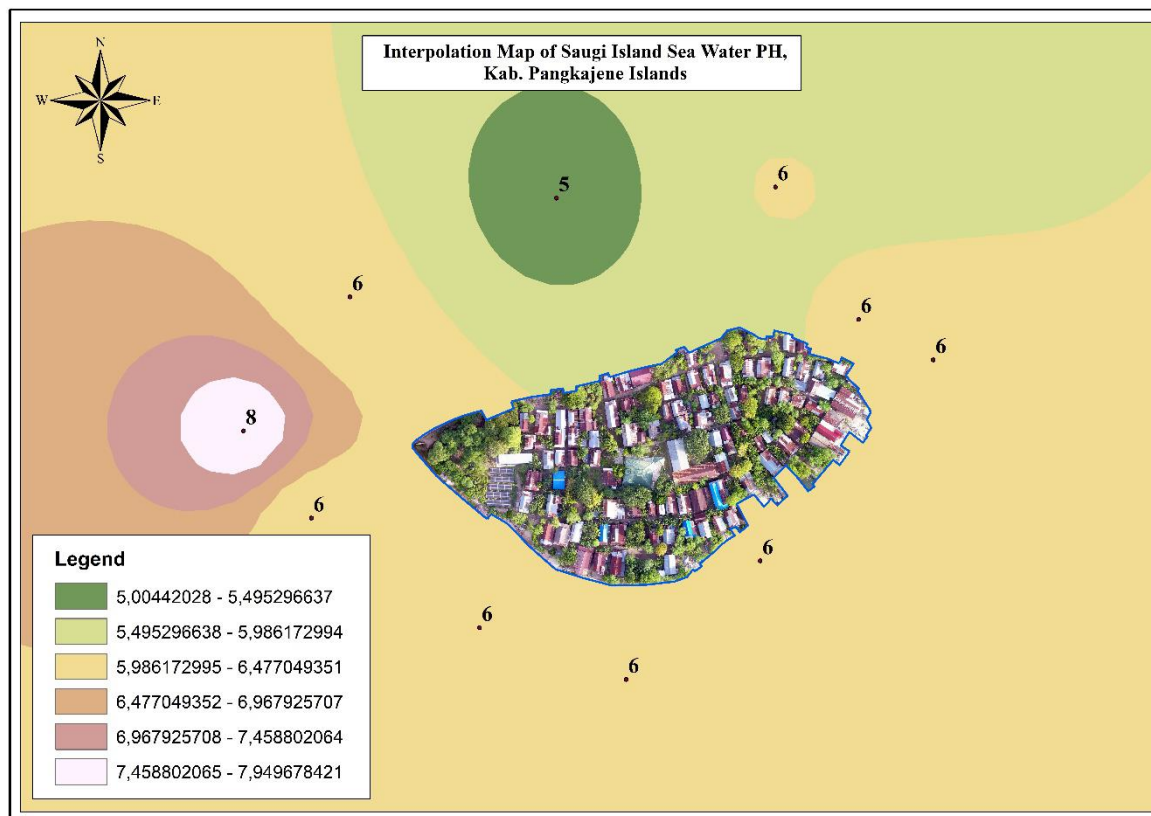 Interpolation Map of Saugi Island Sea Water PH,
Kab. Pangkajene Islands
N
W E
S
5
6
6
6
6
8
6
6
6
6
Legend
5,00442028 - 5,495296637
5,495296638 - 5,986172994
5,986172995 - 6,477049351
6,477049352 - 6,967925707
6,967925708 - 7,458802064
7,458802065 - 7,949678421